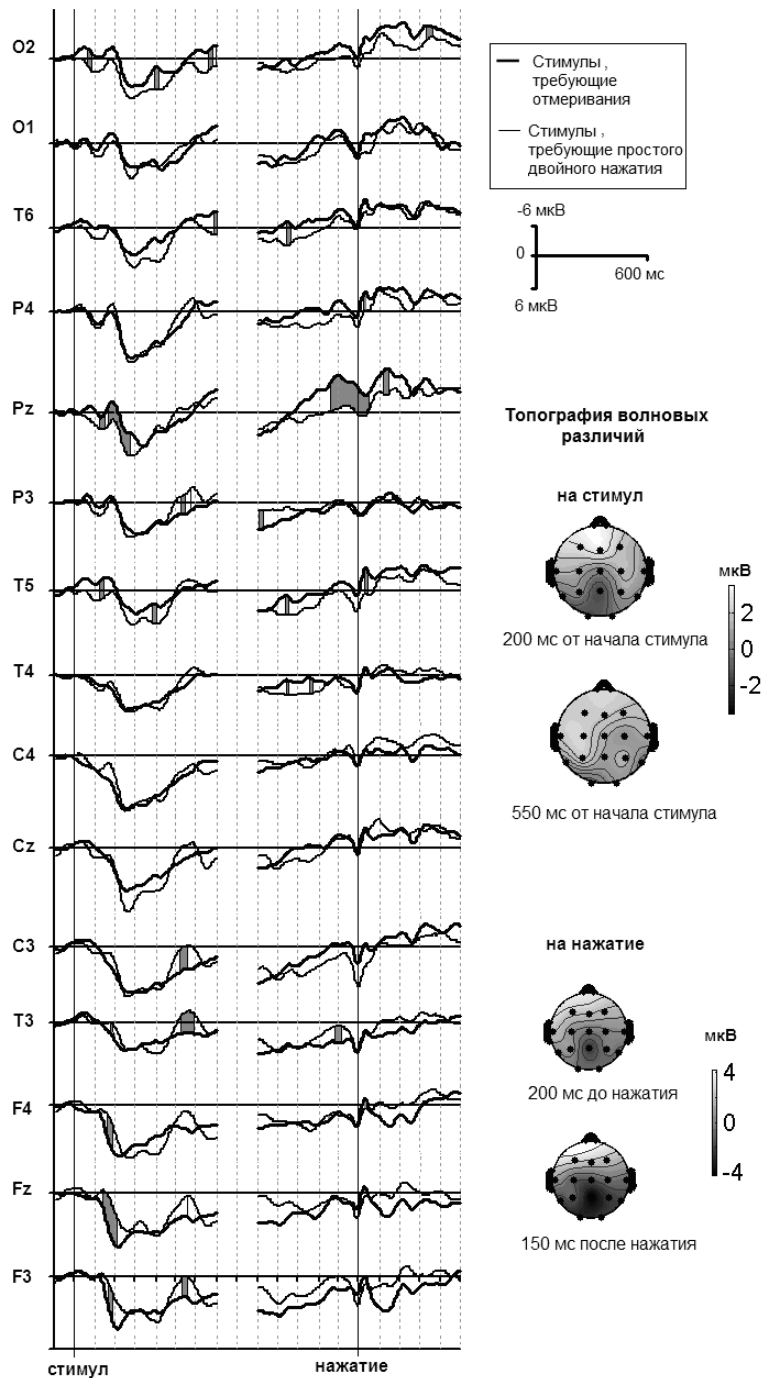 O2
O1
T6
P4
Pz
P3
T5
T4
C4
Cz
C3
T3
F4
Fz
F3
стимул
нажатие
Стимулы ,
требующие
отмеривания
Стимулы ,
требующие простого
двойного нажатия
-6 мкВ
0
600 мс
6 мкВ
Топография волновых
различий
на стимул
мкВ
2
0
-2
200 мс от начала стимула
550 мс от начала стимула
на нажатие
мкВ
4
0
-4
200 мс до нажатия
150 мс после нажатия